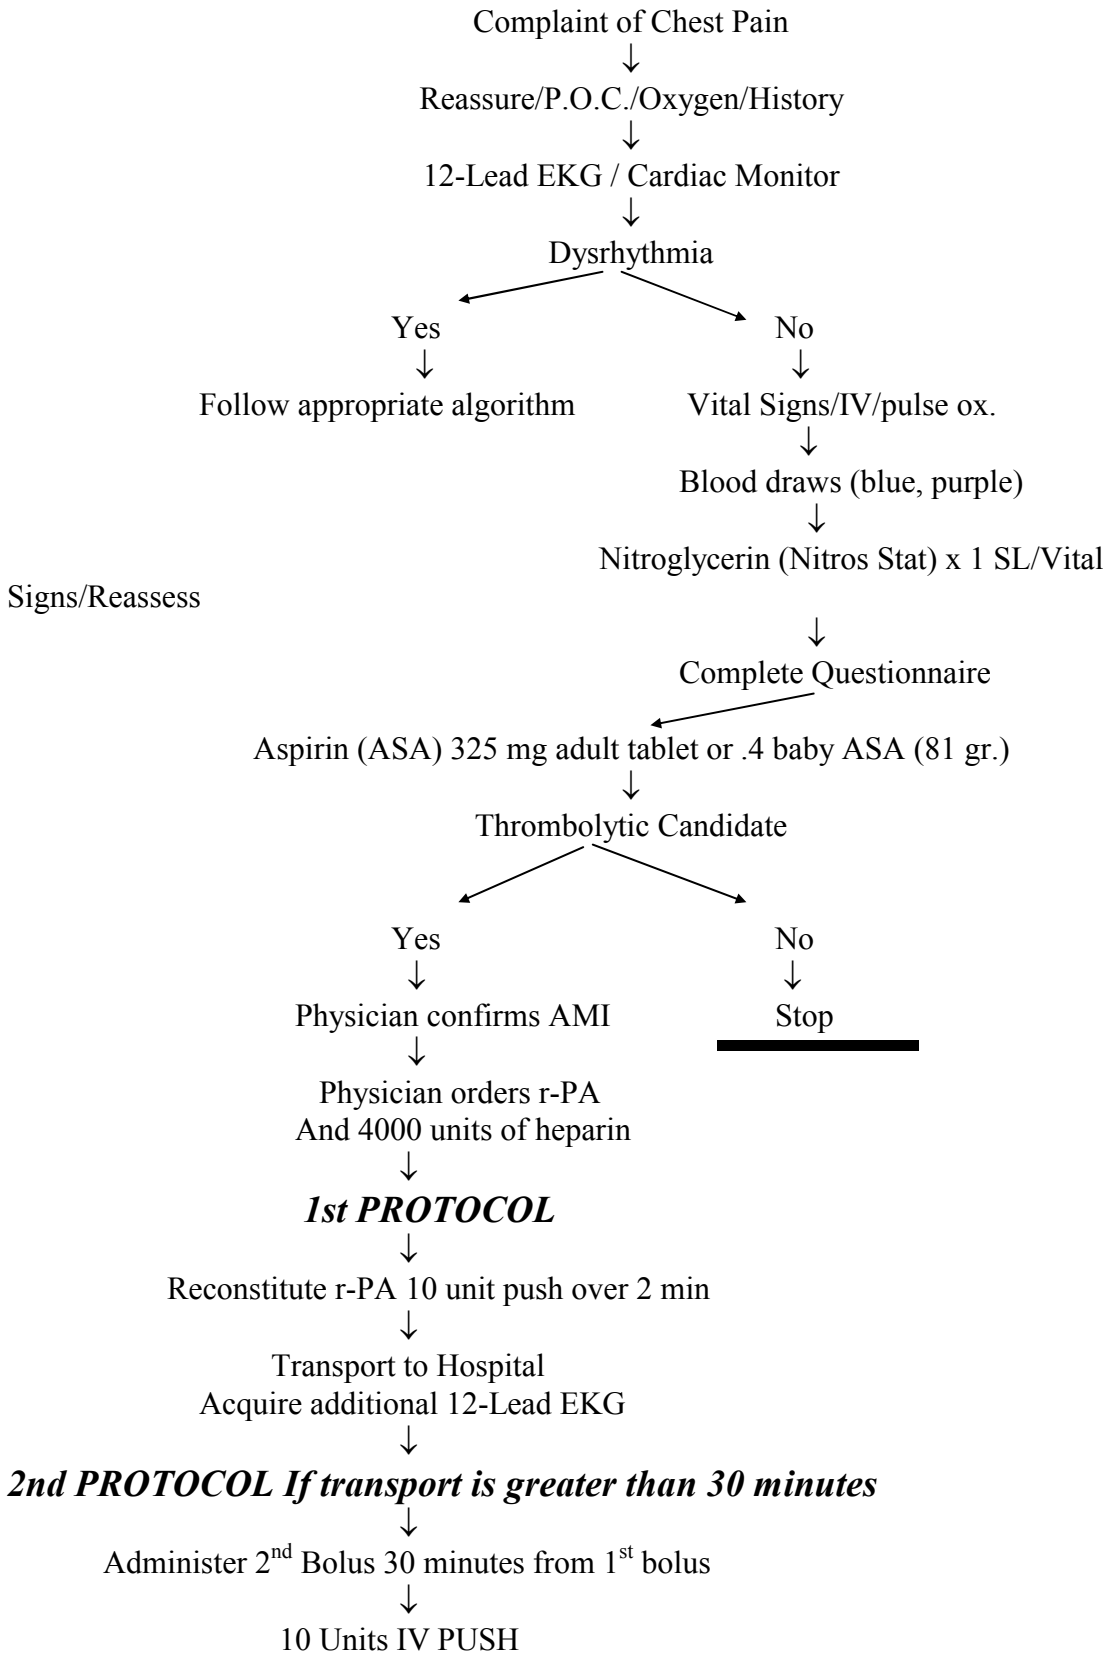 Complaint of Chest Pain
↓
Reassure/P.O.C./Oxygen/History
↓
12-Lead EKG / Cardiac Monitor
↓
Dysrhythmia
Yes No
↓ ↓
Follow appropriate algorithm Vital Signs/IV/pulse ox.
↓
Blood draws (blue, purple)
↓
Nitroglycerin (Nitros Stat) x 1 SL/Vital
Signs/Reassess
↓
Complete Questionnaire
Aspirin (ASA) 325 mg adult tablet or .4 baby ASA (81 gr.)
↓
Thrombolytic Candidate
Yes No
↓ ↓
Physician confirms AMI Stop
↓
Physician orders r-PA
And 4000 units of heparin
↓
1st PROTOCOL
↓
Reconstitute r-PA 10 unit push over 2 min
↓
Transport to Hospital
Acquire additional 12-Lead EKG
↓
2nd PROTOCOL If transport is greater than 30 minutes
↓
Administer 2nd Bolus 30 minutes from 1st bolus
↓
10 Units IV PUSH